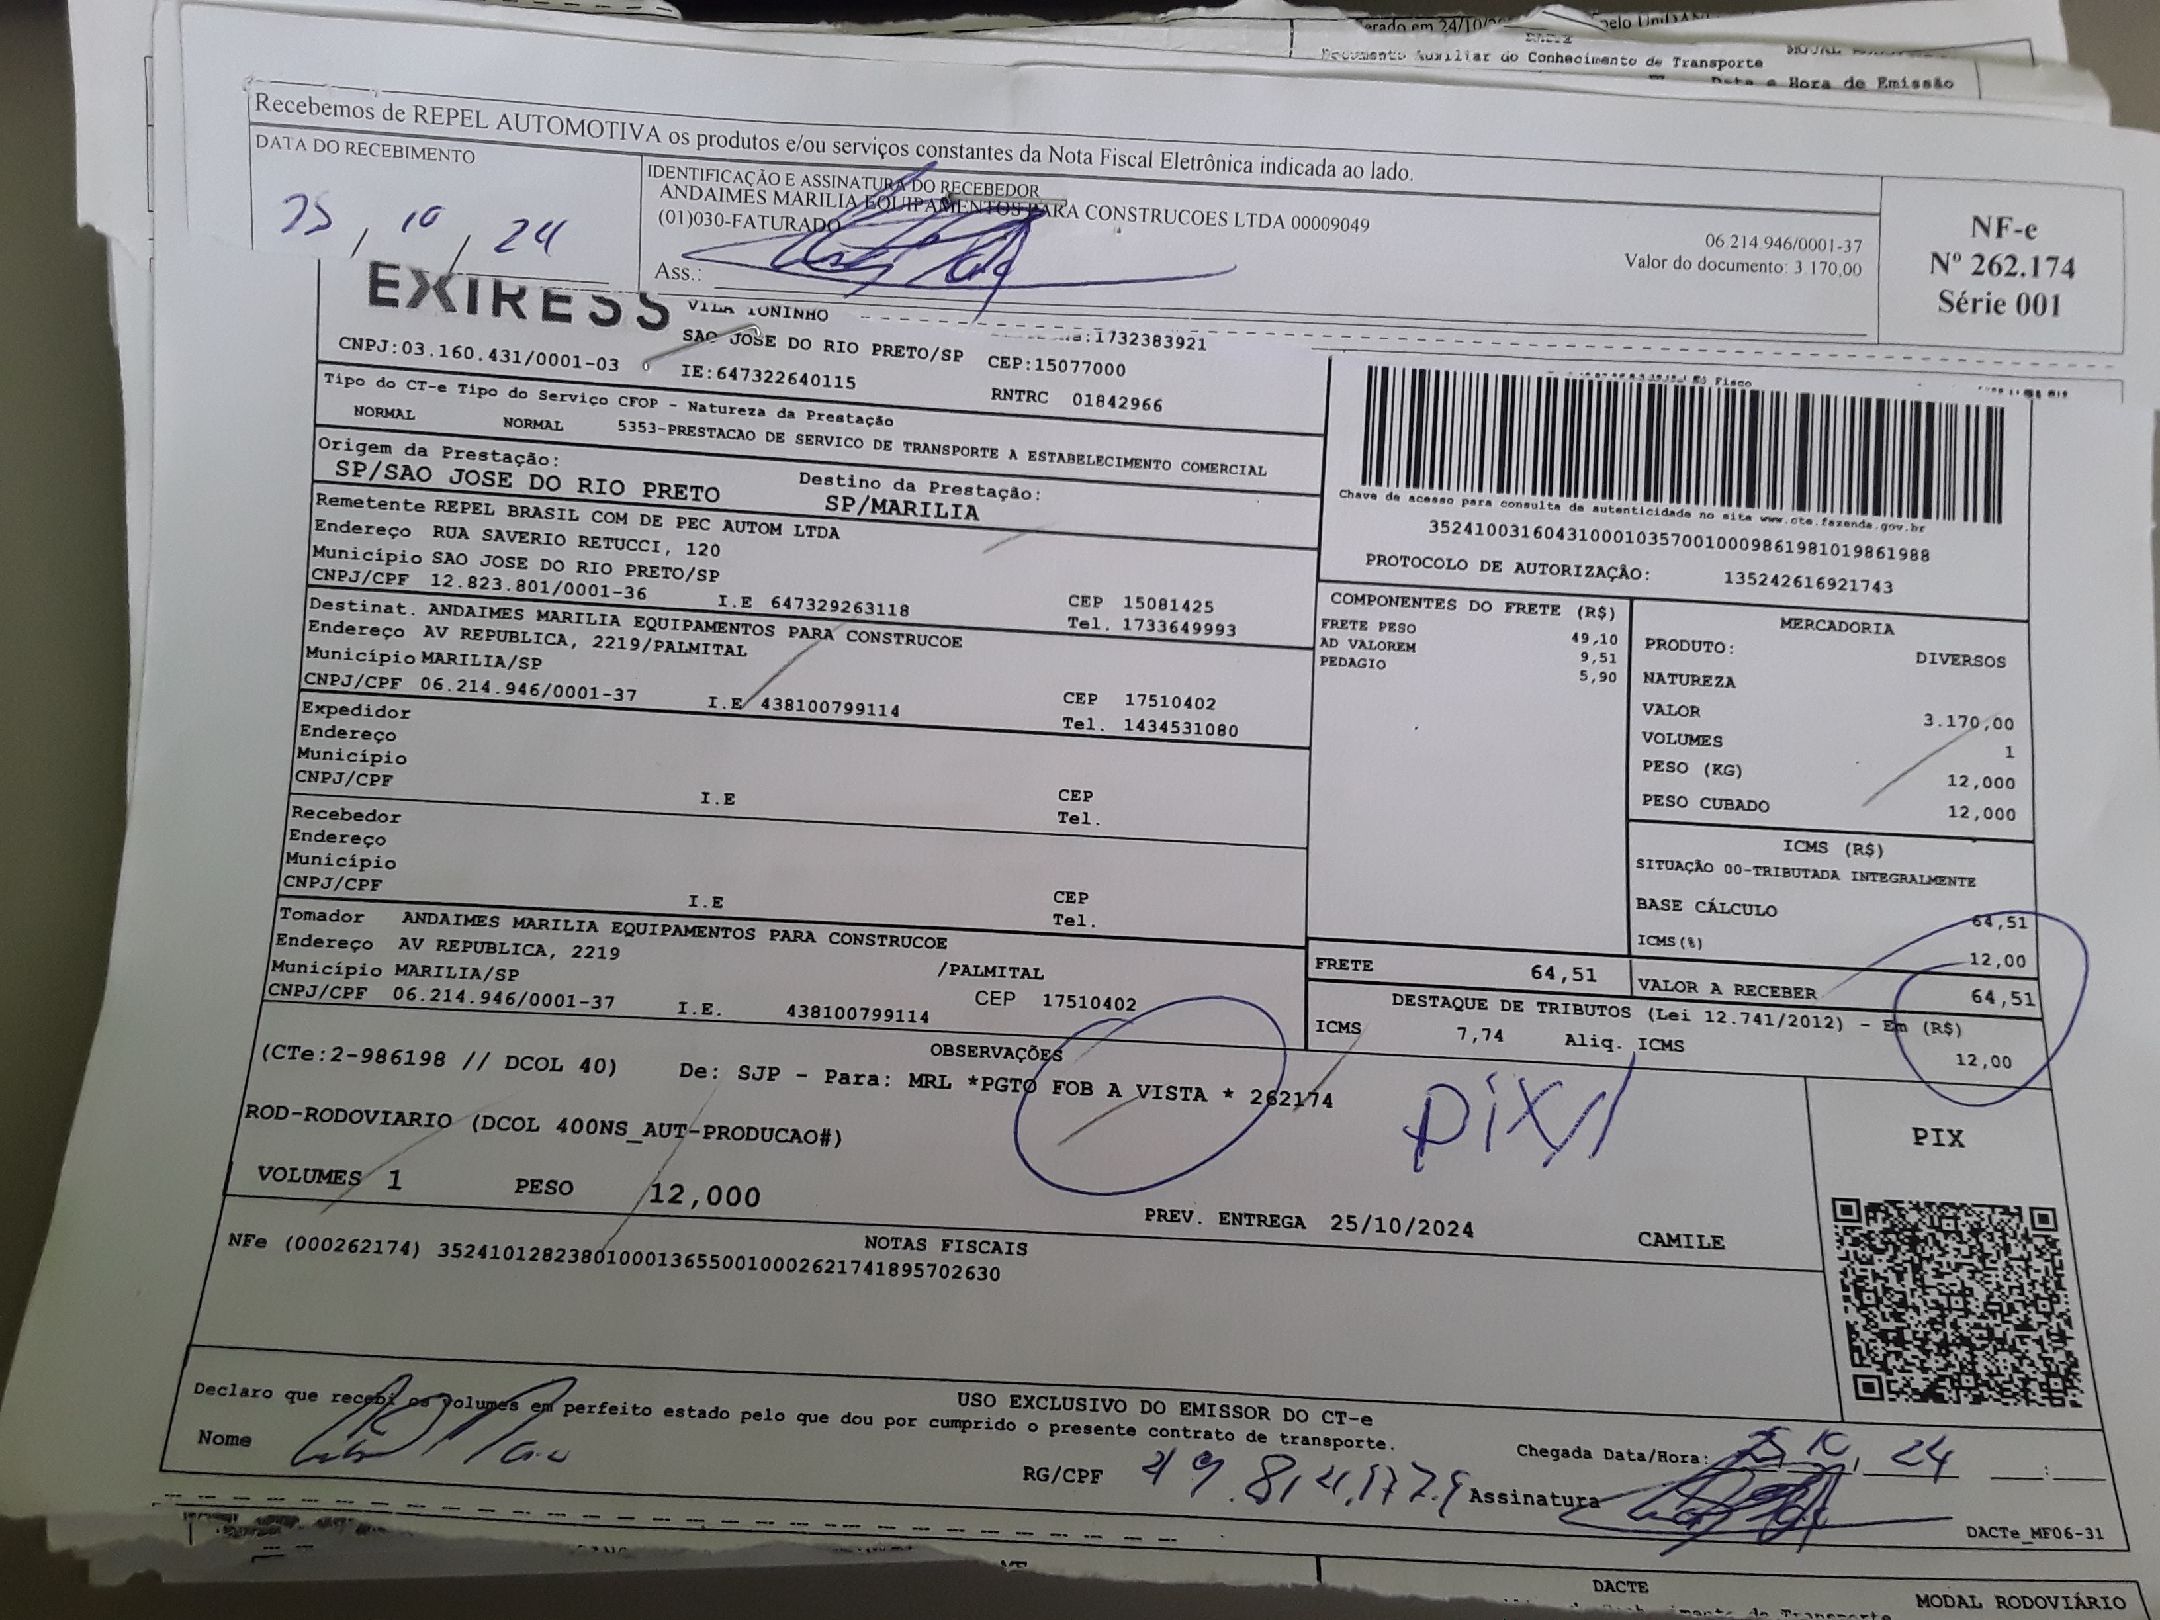 Documento Auxiliar do Conhecimento de Transporte
Data e Hora de Emissão
Recebemos de REPEL AUTOMOTIVA os produtos e/ou serviços constantes da Nota Fiscal Eletrônica indicada ao lado.
DATA DO RECEBIMENTO
25, 10, 24
IDENTIFICAÇÃO E ASSINATURA DO RECEBEDOR
ANDAIMES MARILIA EQUIPAMENTOS PARA CONSTRUCOES LTDA 00009049
(01)030-FATURADO
06.214.946/0001-37
Valor do documento: 3.170,00
Ass.:
NF-e
Nº 262.174
Série 001
VILA TONINHO
:1732383921
SAO JOSE DO RIO PRETO/SP CEP:15077000
CNPJ:03.160.431/0001-03 IE:647322640115 RNTRC 01842966
Fisco
Tipo do CT-e Tipo do Serviço CFOP - Natureza da Prestação
NORMAL NORMAL 5353-PRESTACAO DE SERVICO DE TRANSPORTE A ESTABELECIMENTO COMERCIAL
Origem da Prestação: Destino da Prestação:
SP/SAO JOSE DO RIO PRETO SP/MARILIA
Chave de acesso para consulta de autenticidade no site www.cte.fazenda.gov.br
35241003160431000103570010009861981019861988
PROTOCOLO DE AUTORIZAÇÃO: 135242616921743
Remetente REPEL BRASIL COM DE PEC AUTOM LTDA
Endereço RUA SAVERIO RETUCCI, 120
Município SAO JOSE DO RIO PRETO/SP CEP 15081425
CNPJ/CPF 12.823.801/0001-36 I.E 647329263118 Tel. 1733649993
Destinat. ANDAIMES MARILIA EQUIPAMENTOS PARA CONSTRUCOE
Endereço AV REPUBLICA, 2219/PALMITAL
Município MARILIA/SP CEP 17510402
CNPJ/CPF 06.214.946/0001-37 I.E 438100799114 Tel. 1434531080
Expedidor
Endereço
Município CEP
CNPJ/CPF I.E Tel.
Recebedor
Endereço
Município CEP
CNPJ/CPF I.E Tel.
Tomador ANDAIMES MARILIA EQUIPAMENTOS PARA CONSTRUCOE
Endereço AV REPUBLICA, 2219 /PALMITAL
Município MARILIA/SP CEP 17510402
CNPJ/CPF 06.214.946/0001-37 I.E. 438100799114
COMPONENTES DO FRETE (R$)
FRETE PESO 49,10
AD VALOREM 9,51
PEDAGIO 5,90
MERCADORIA
PRODUTO: DIVERSOS
NATUREZA
VALOR 3.170,00
VOLUMES 1
PESO (KG) 12,000
PESO CUBADO 12,000
ICMS (R$)
SITUAÇÃO 00-TRIBUTADA INTEGRALMENTE
BASE CÁLCULO 64,51
ICMS(%) 12,00
FRETE 64,51 VALOR A RECEBER 64,51
DESTAQUE DE TRIBUTOS (Lei 12.741/2012) - Em (R$)
ICMS 7,74 Aliq. ICMS 12,00
OBSERVAÇÕES
(CTe:2-986198 // DCOL 40) De: SJP - Para: MRL *PGTO FOB A VISTA * 262174
pix
ROD-RODOVIARIO (DCOL 400NS_AUT-PRODUCAO#)
PIX
VOLUMES 1 PESO 12,000
PREV. ENTREGA 25/10/2024 CAMILE
NOTAS FISCAIS
NFe (000262174) 35241012823801000136550010002621741895702630
USO EXCLUSIVO DO EMISSOR DO CT-e
Declaro que recebi os volumes em perfeito estado pelo que dou por cumprido o presente contrato de transporte.
Chegada Data/Hora: 25, 10, 24 :
Nome RG/CPF Assinatura
DACTe_MF06-31
DACTE
MODAL RODOVIÁRIO